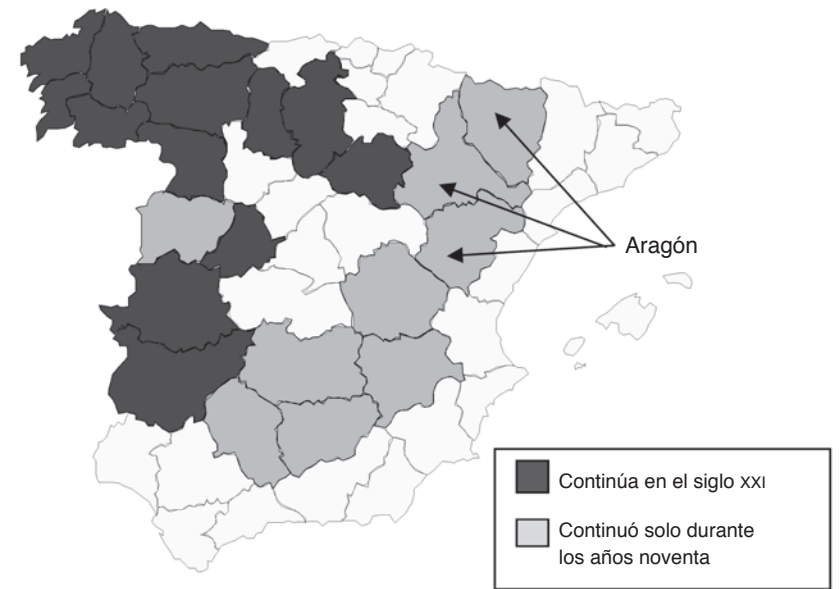 Aragón
Continúa en el siglo XXI
Continuó solo durante
los años noventa